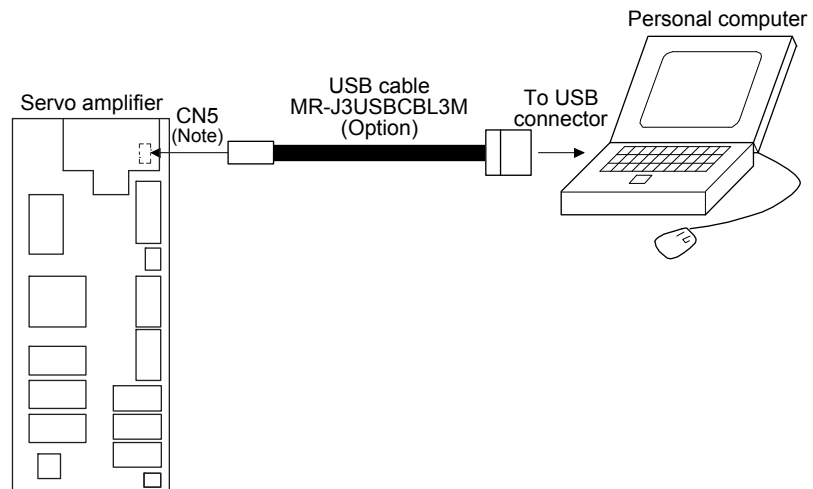 Personal computer
USB cable
MR-J3USBCBL3M
(Option)
To USB
connector
Servo amplifier
CN5
(Note)